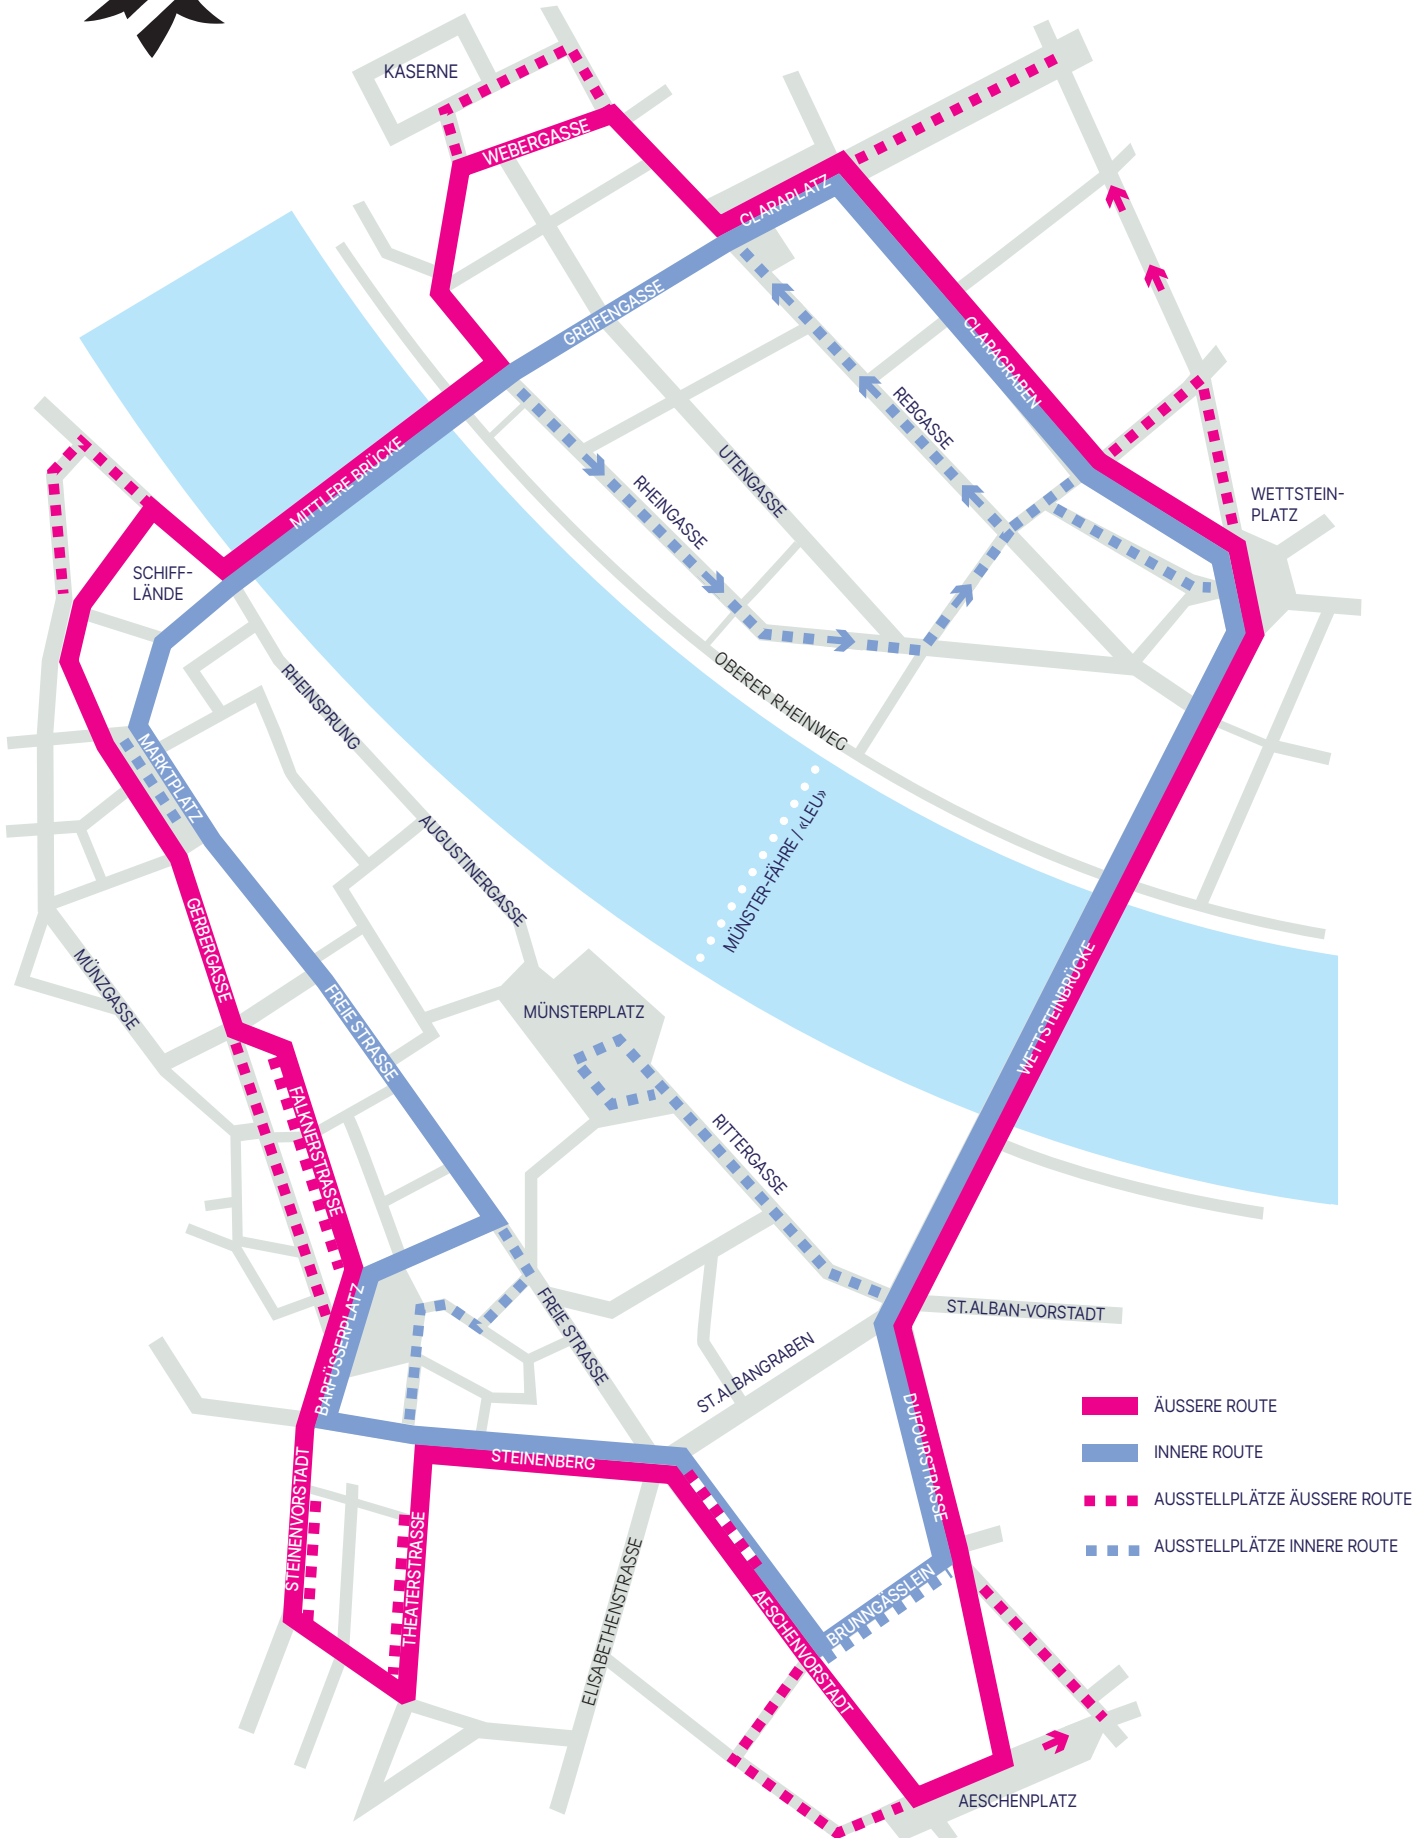 KASERNE
WEBERGASSE
CLARAPLATZ
GREIFENGASSE
CLARAGRABEN
REBGASSE
UTENGASSE
RHEINGASSE
MITTLERE BRÜCKE
WETTSTEIN-
PLATZ
SCHIFF-
LÄNDE
RHEINSPRUNG
OBERER RHEINWEG
MARKTPLATZ
MÜNSTER-FÄHRE / «LEU»
AUGUSTINERGASSE
GERBERGASSE
MÜNZGASSE
FREIE STRASSE
MÜNSTERPLATZ
WETTSTEINBRÜCKE
FALKNERSTRASSE
RITTERGASSE
BARFÜSSERPLATZ
FREIE STRASSE
ST.ALBAN-VORSTADT
ST.ALBANGRABEN
DUFOURSTRASSE
STEINENBERG
STEINENVORSTADT
THEATERSTRASSE
ELISABETHENSTRASSE
AESCHENVORSTADT
BRUNNGÄSSLEIN
AESCHENPLATZ
ÄUSSERE ROUTE
INNERE ROUTE
AUSSTELLPLÄTZE ÄUSSERE ROUTE
AUSSTELLPLÄTZE INNERE ROUTE